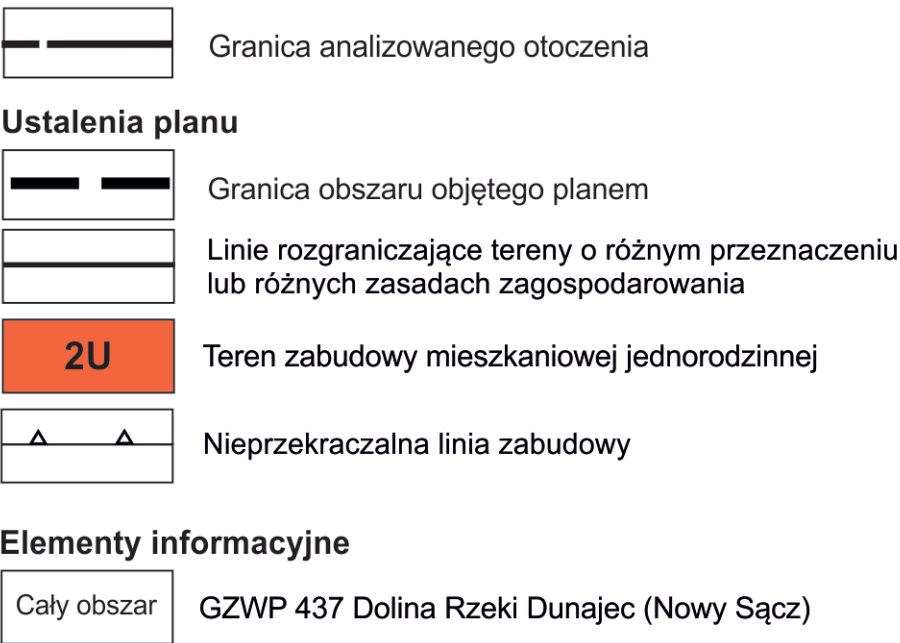 Granica analizowanego otoczenia
Ustalenia planu
Granica obszaru objętego planem
Linie rozgraniczające tereny o różnym przeznaczeniu
lub różnych zasadach zagospodarowania
2U Teren zabudowy mieszkaniowej jednorodzinnej
Nieprzekraczalna linia zabudowy
Elementy informacyjne
Cały obszar GZWP 437 Dolina Rzeki Dunajec (Nowy Sącz)